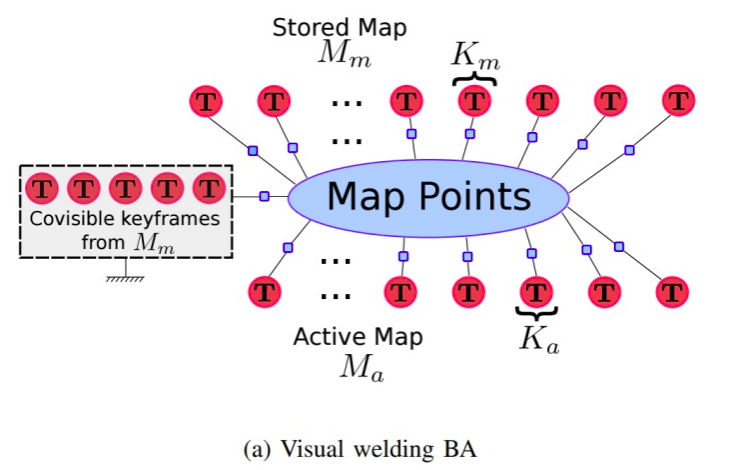 Stored Map
M_m
K_m
T T ... T T T T T
...
Map Points
T T T T T
Covisible keyframes
from M_m
...
T ... T T T T T
Active Map
M_a
K_a
(a) Visual welding BA